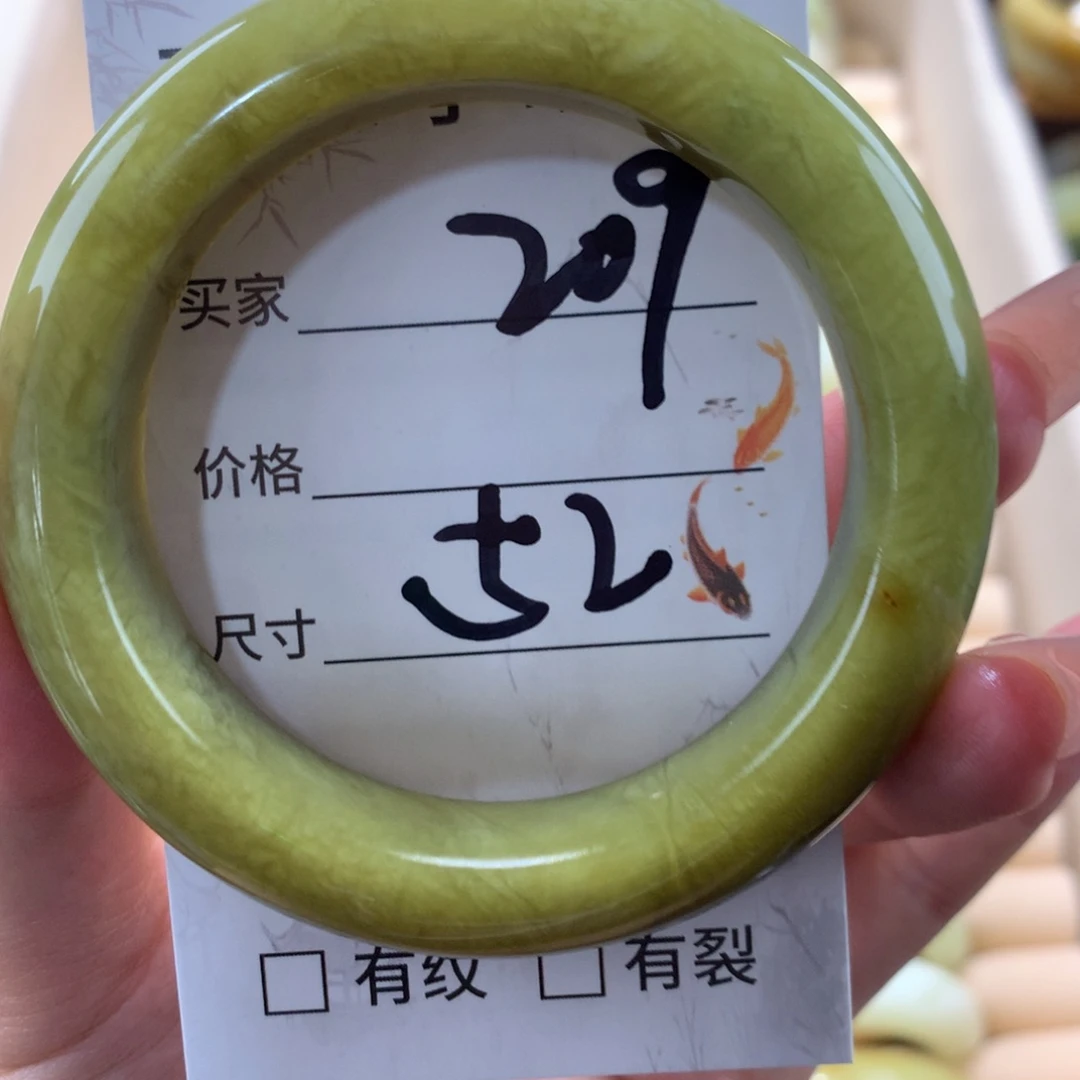 买家 209
价格
尺寸 52
□ 有纹 □ 有裂